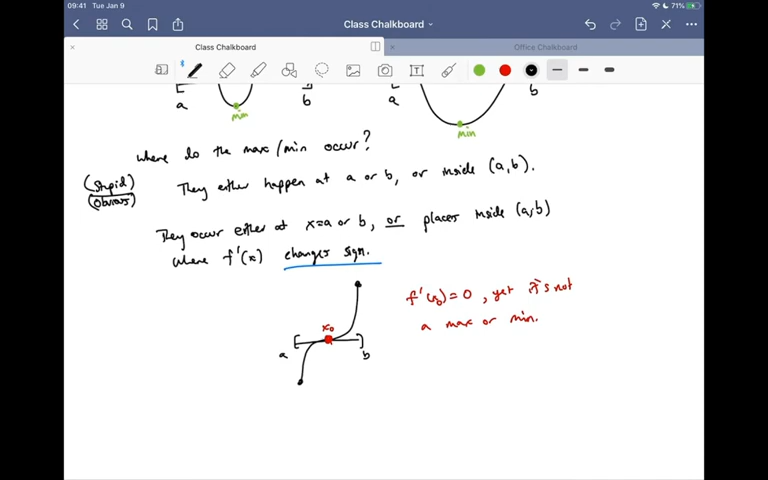 09:41 Tue Jan 9
71%
Class Chalkboard
Class Chalkboard
Office Chalkboard
[
a
min
b
[
a
min
b
where do the max/min occur?
(Stupid)
(Obvious)
They either happen at a or b, or inside (a,b).
They occur either at x=a or b, or places inside (a,b)
where f'(x) changes sign.
f'(x₀)=0, yet it's not
a max or min.
x₀
[ ]
a b